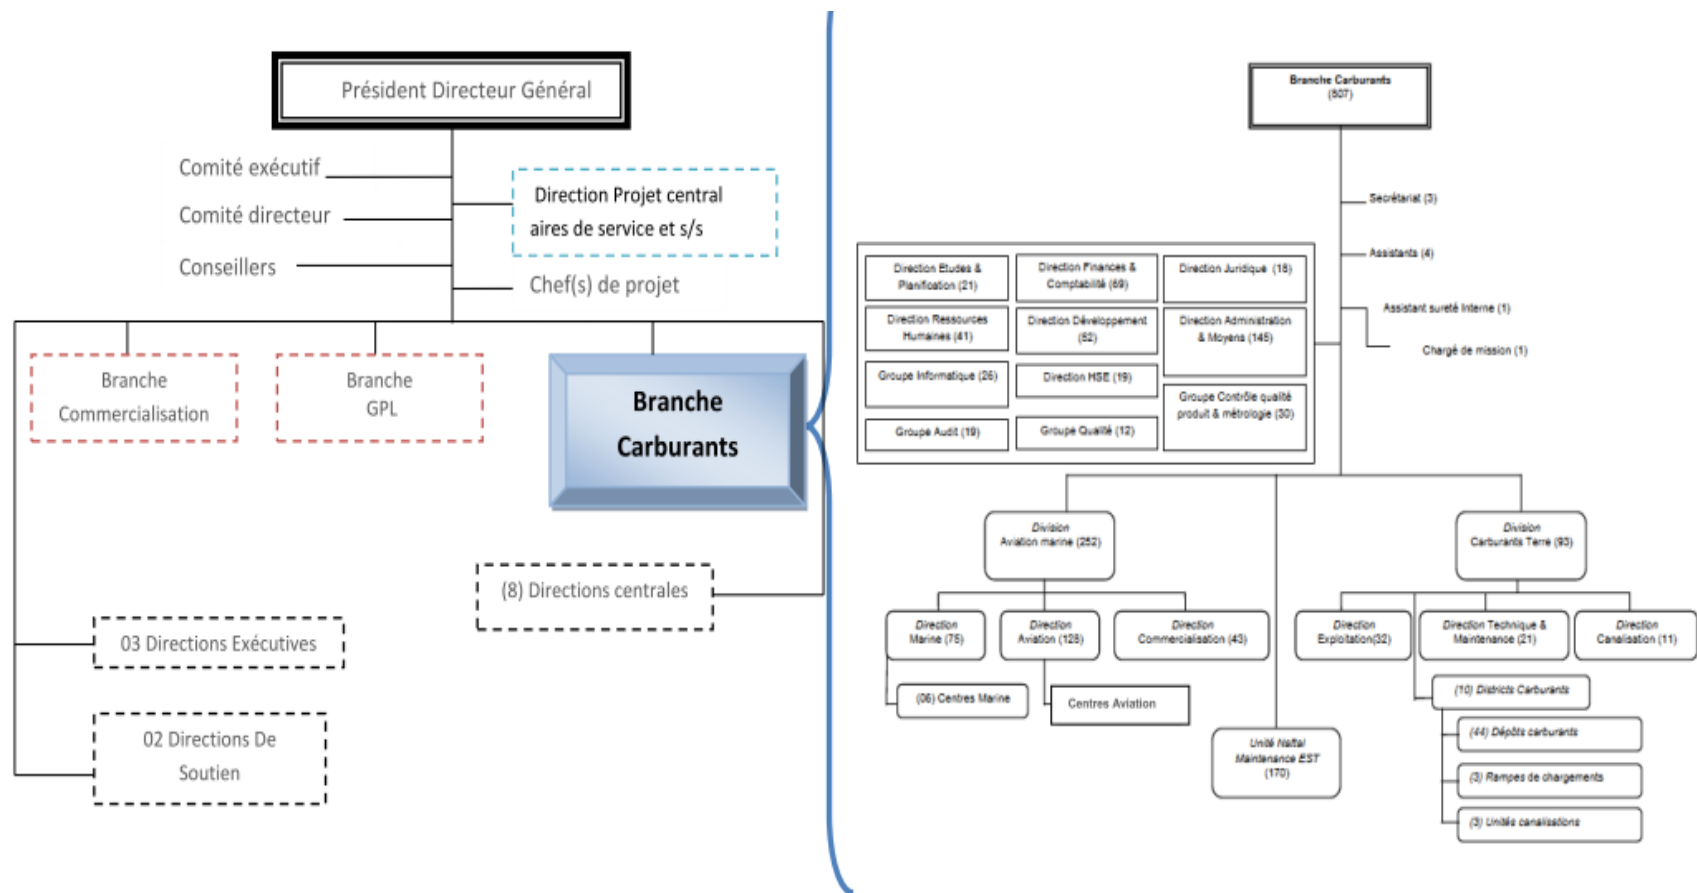 Président Directeur Général
Comité exécutif
Comité directeur
Conseillers
Direction Projet central
aires de service et s/s
Chef(s) de projet
Branche
Commercialisation
Branche
GPL
Branche
Carburants
(8) Directions centrales
03 Directions Exécutives
02 Directions De
Soutien
Branche Carburants
(807)
Secrétariat (3)
Assistants (4)
Assistant sureté Interne (1)
Chargé de mission (1)
Direction Etudes &
Planification (21)
Direction Finances &
Comptabilité (69)
Direction Juridique (18)
Direction Ressources
Humaines (41)
Direction Développement
(52)
Direction Administration
& Moyens (145)
Groupe Informatique (26)
Direction HSE (19)
Groupe Contrôle qualité
produit & métrologie (30)
Groupe Audit (19)
Groupe Qualité (12)
Division
Aviation marine (252)
Division
Carburants Terre (93)
Direction
Marine (75)
Direction
Aviation (128)
Direction
Commercialisation (43)
Direction
Exploitation(32)
Direction Technique &
Maintenance (21)
Direction
Canalisation (11)
(06) Centres Marine
Centres Aviation
(10) Districts Carburants
(44) Dépôts carburants
(3) Rampes de chargements
(3) Unités canalisations
Unité Naftal
Maintenance EST
(170)